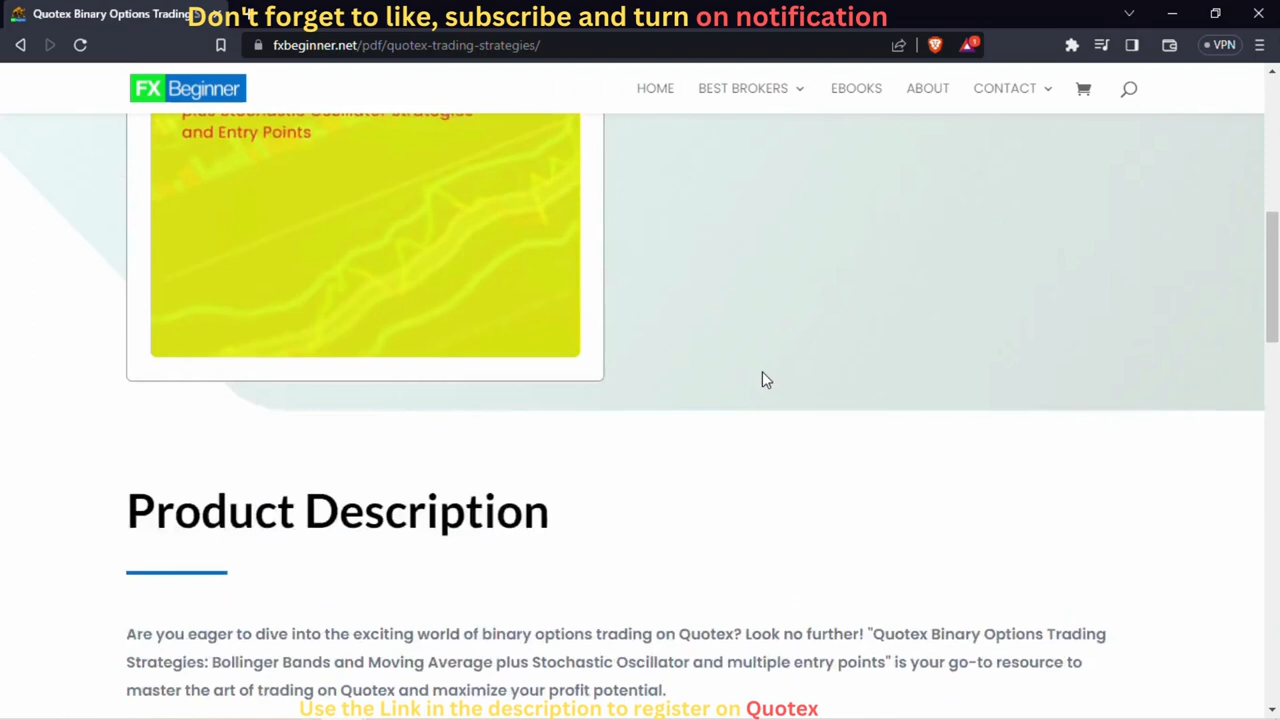 Quotex Binary Options Trading
Don't forget to like, subscribe and turn on notification
fxbeginner.net/pdf/quotex-trading-strategies/
1
VPN
FX Beginner
HOME
BEST BROKERS
EBOOKS
ABOUT
CONTACT
plus Stochastic Oscillator Strategies
and Entry Points
Product Description
Are you eager to dive into the exciting world of binary options trading on Quotex? Look no further! "Quotex Binary Options Trading
Strategies: Bollinger Bands and Moving Average plus Stochastic Oscillator and multiple entry points" is your go-to resource to
master the art of trading on Quotex and maximize your profit potential.
Use the Link in the description to register on Quotex